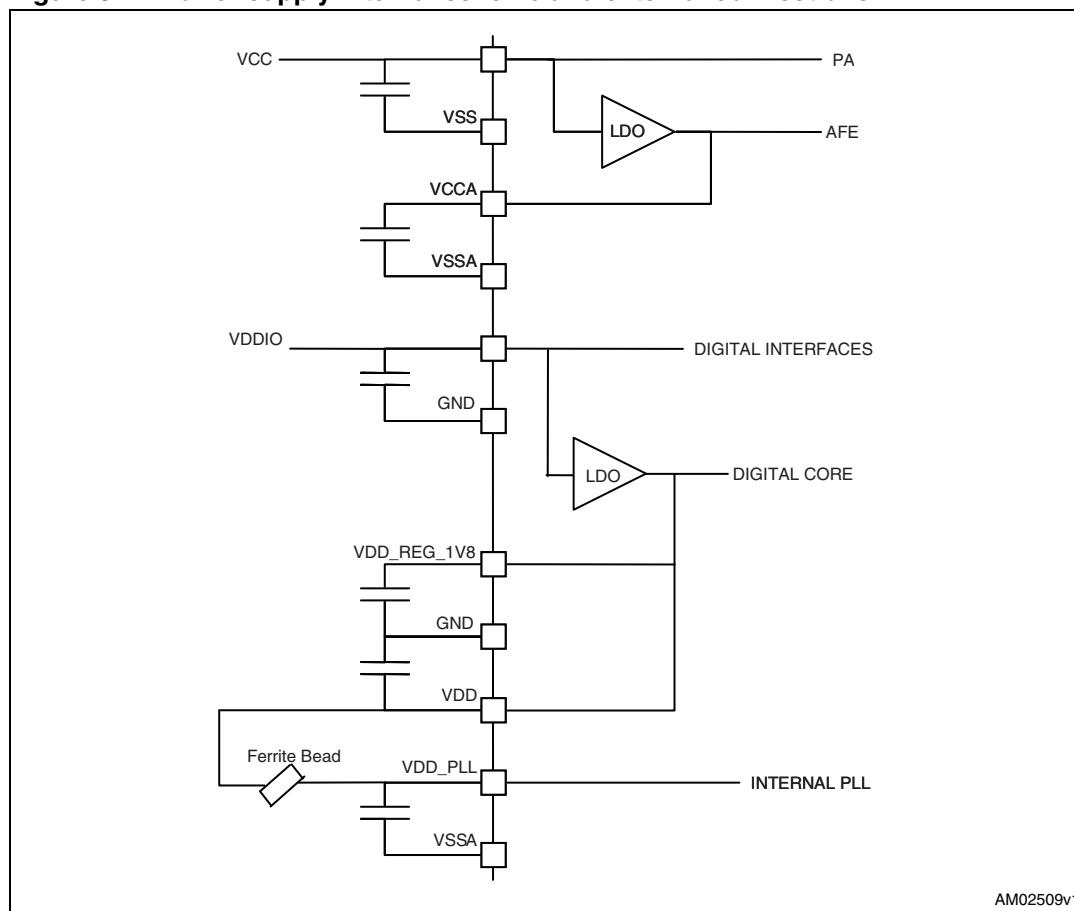 VCC
PA
VSS
LDO
AFE
VCCA
VSSA
VDDIO
DIGITAL INTERFACES
GND
LDO
DIGITAL CORE
VDD_REG_1V8
GND
VDD
Ferrite Bead
VDD_PLL
INTERNAL PLL
VSSA